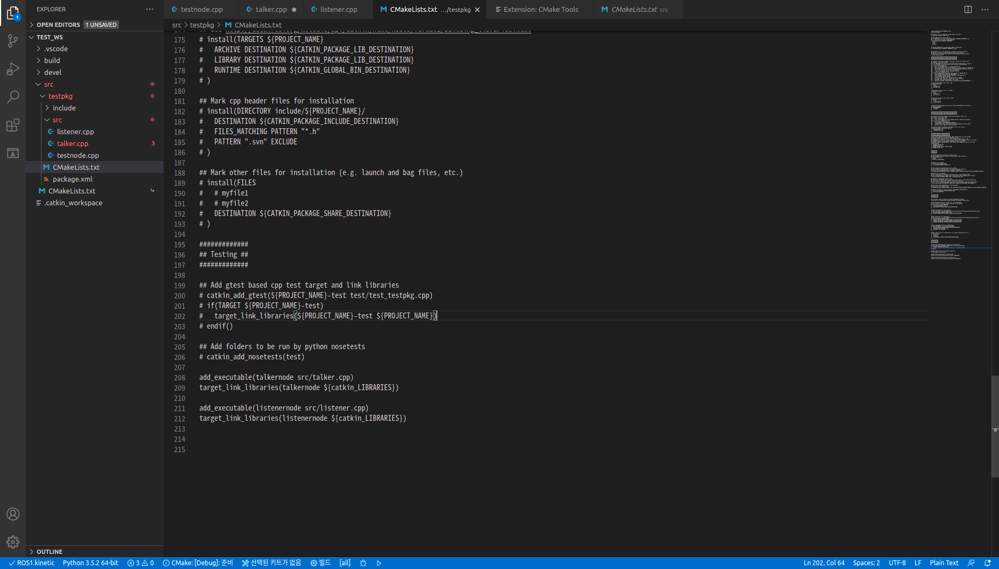 EXPLORER
testnode.cpp
talker.cpp
listener.cpp
CMakeLists.txt .../testpkg
Extension: CMake Tools
CMakeLists.txt src
1
OPEN EDITORS 1 UNSAVED
TEST_WS
.vscode
build
devel
src
testpkg
include
src
listener.cpp
talker.cpp 3
testnode.cpp
CMakeLists.txt
package.xml
CMakeLists.txt
.catkin_workspace
OUTLINE
src > testpkg > CMakeLists.txt
175 # install(TARGETS ${PROJECT_NAME}
176 #   ARCHIVE DESTINATION ${CATKIN_PACKAGE_LIB_DESTINATION}
177 #   LIBRARY DESTINATION ${CATKIN_PACKAGE_LIB_DESTINATION}
178 #   RUNTIME DESTINATION ${CATKIN_GLOBAL_BIN_DESTINATION}
179 # )
180
181 ## Mark cpp header files for installation
182 # install(DIRECTORY include/${PROJECT_NAME}/
183 #   DESTINATION ${CATKIN_PACKAGE_INCLUDE_DESTINATION}
184 #   FILES_MATCHING PATTERN "*.h"
185 #   PATTERN ".svn" EXCLUDE
186 # )
187
188 ## Mark other files for installation (e.g. launch and bag files, etc.)
189 # install(FILES
190 #   # myfile1
191 #   # myfile2
192 #   DESTINATION ${CATKIN_PACKAGE_SHARE_DESTINATION}
193 # )
194
195 #############
196 ## Testing ##
197 #############
198
199 ## Add gtest based cpp test target and link libraries
200 # catkin_add_gtest(${PROJECT_NAME}-test test/test_testpkg.cpp)
201 # if(TARGET ${PROJECT_NAME}-test)
202 #   target_link_libraries(${PROJECT_NAME}-test ${PROJECT_NAME})
203 # endif()
204
205 ## Add folders to be run by python nosetests
206 # catkin_add_nosetests(test)
207
208 add_executable(talkernode src/talker.cpp)
209 target_link_libraries(talkernode ${catkin_LIBRARIES})
210
211 add_executable(listenernode src/listener.cpp)
212 target_link_libraries(listenernode ${catkin_LIBRARIES})
213
214
215
ROS1.kinetic Python 3.5.2 64-bit 3 0 CMake: [Debug]: 준비 선택된 키트가 없음 빌드 [all] Ln 202, Col 64 Spaces: 2 UTF-8 LF Plain Text